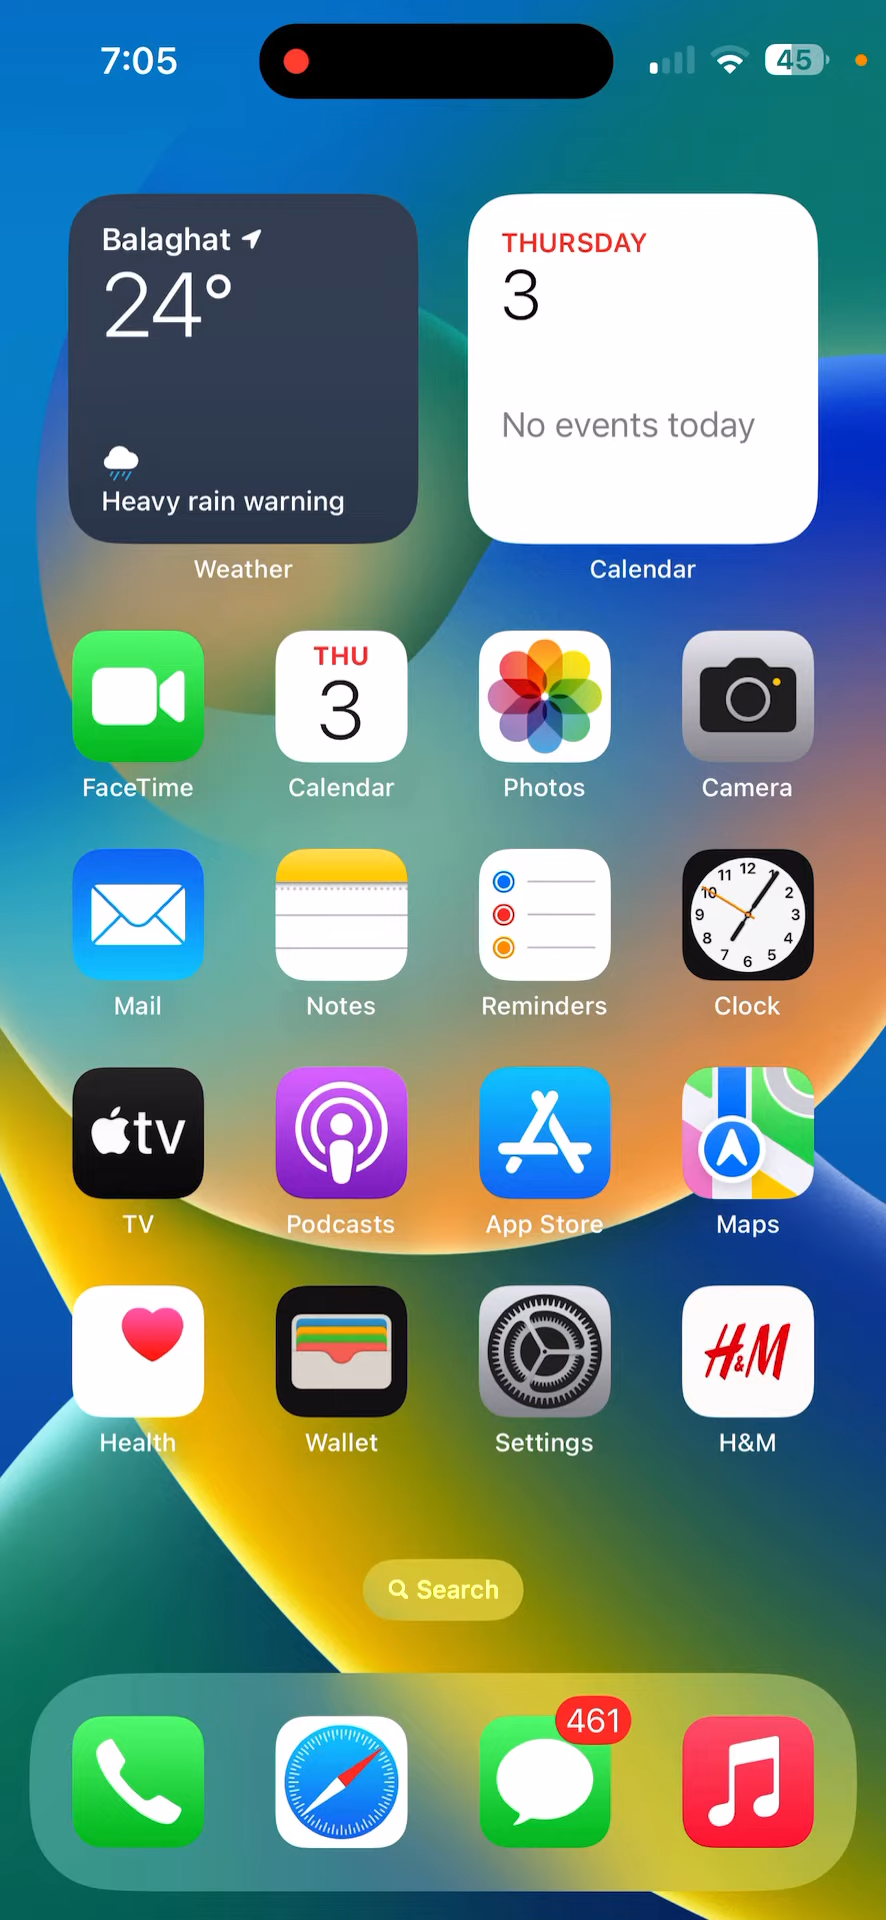 7:05
45
Balaghat
24°
Heavy rain warning
Weather
THURSDAY
3
No events today
Calendar
FaceTime
THU
3
Calendar
Photos
Camera
Mail
Notes
Reminders
12
11
1
10
2
9
3
8
4
7
5
6
Clock
tv
TV
Podcasts
App Store
Maps
Health
Wallet
Settings
H&M
H&M
Search
461